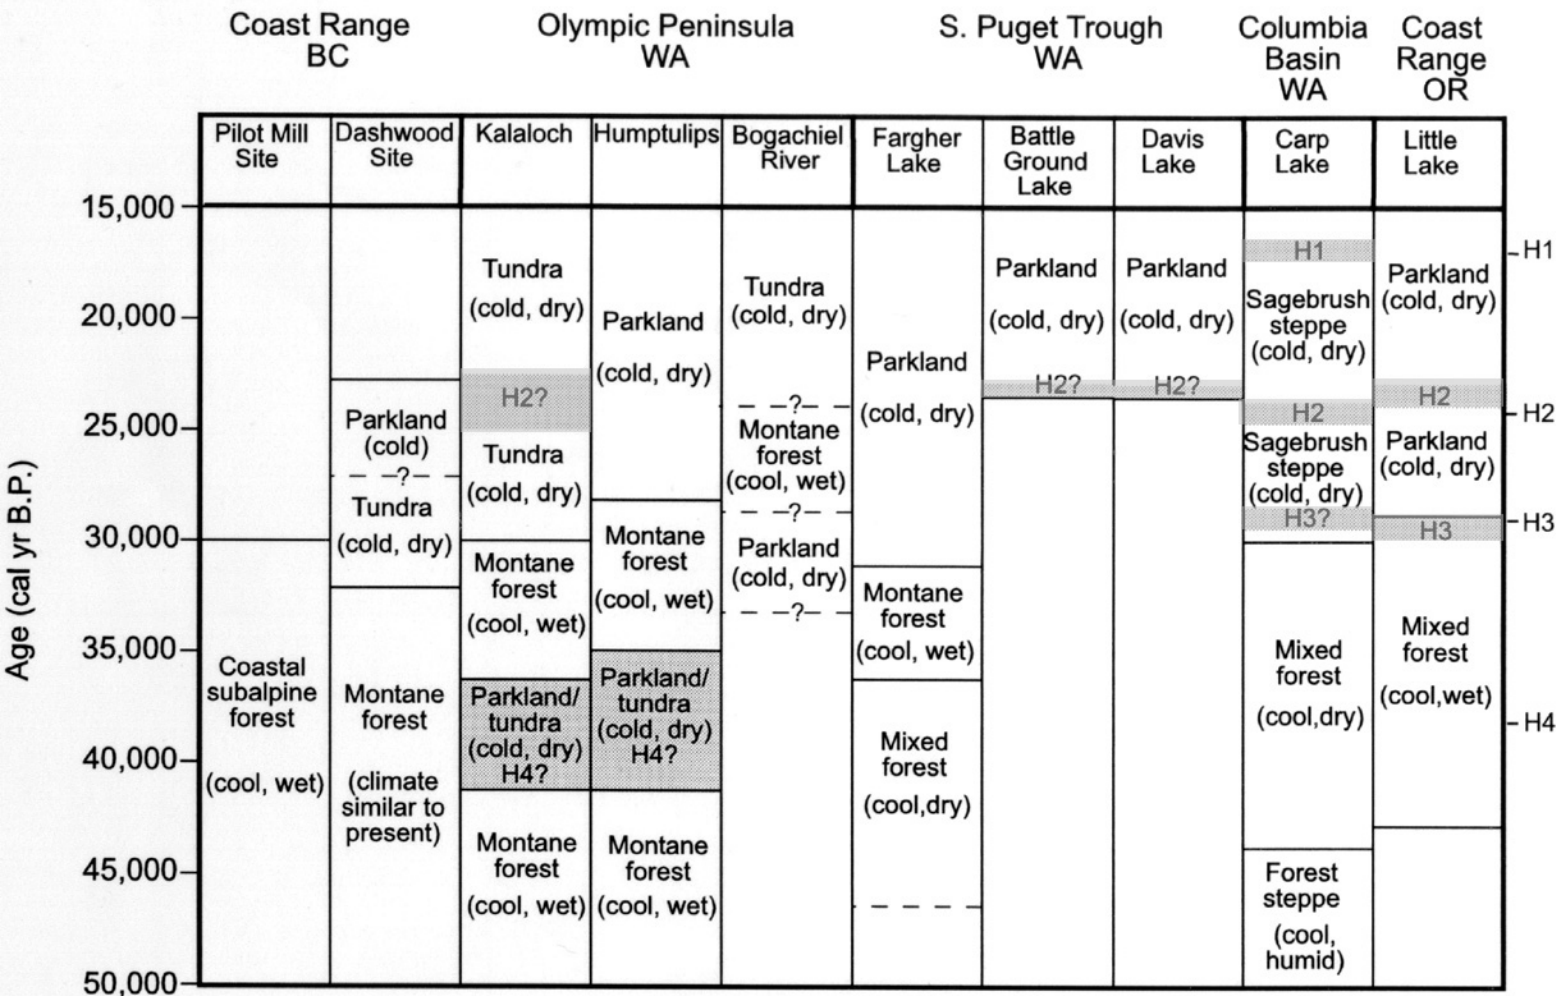 Coast Range
BC
Olympic Peninsula
WA
S. Puget Trough
WA
Columbia
Basin
WA
Coast
Range
OR
Pilot Mill
Site
Dashwood
Site
Kalaloch
Humptulips
Bogachiel
River
Fargher
Lake
Battle
Ground
Lake
Davis
Lake
Carp
Lake
Little
Lake
Age (cal yr B.P.)
15,000
20,000
25,000
30,000
35,000
40,000
45,000
50,000
Coastal
subalpine
forest
(cool, wet)
Parkland
(cold)
?
Tundra
(cold, dry)
Montane
forest
(climate
similar to
present)
Tundra
(cold, dry)
H2?
Tundra
(cold, dry)
Montane
forest
(cool, wet)
Parkland/
tundra
(cold, dry)
H4?
Montane
forest
(cool, wet)
Parkland
(cold, dry)
Montane
forest
(cool, wet)
Parkland/
tundra
(cold, dry)
H4?
Montane
forest
(cool, wet)
Tundra
(cold, dry)
?
Montane
forest
(cool, wet)
?
Parkland
(cold, dry)
?
Parkland
(cold, dry)
Montane
forest
(cool, wet)
Mixed
forest
(cool,dry)
Parkland
(cold, dry)
H2?
Parkland
(cold, dry)
H2?
H1
Sagebrush
steppe
(cold, dry)
H2
Sagebrush
steppe
(cold, dry)
H3?
Mixed
forest
(cool,dry)
Forest
steppe
(cool,
humid)
Parkland
(cold, dry)
H2
Parkland
(cold, dry)
H3
Mixed
forest
(cool,wet)
H1
H2
H3
H4